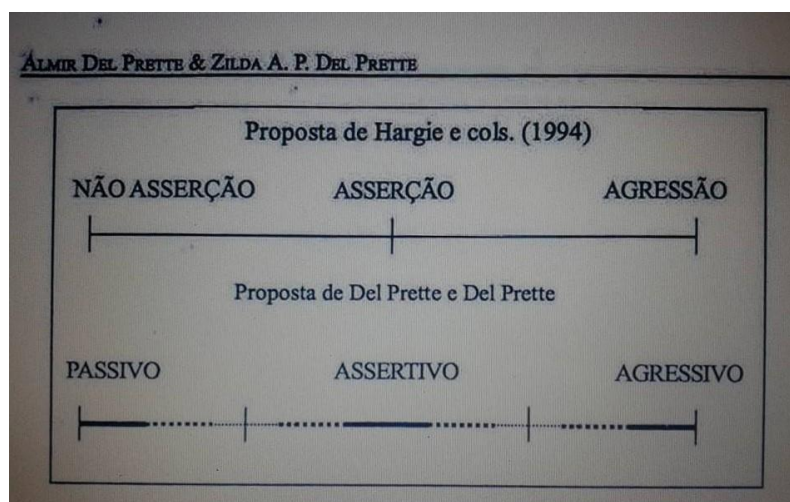 ALMIR DEL PRETTE & ZILDA A. P. DEL PRETTE
Proposta de Hargie e cols. (1994)
NÃO ASSERÇÃO ASSERÇÃO AGRESSÃO
Proposta de Del Prette e Del Prette
PASSIVO ASSERTIVO AGRESSIVO